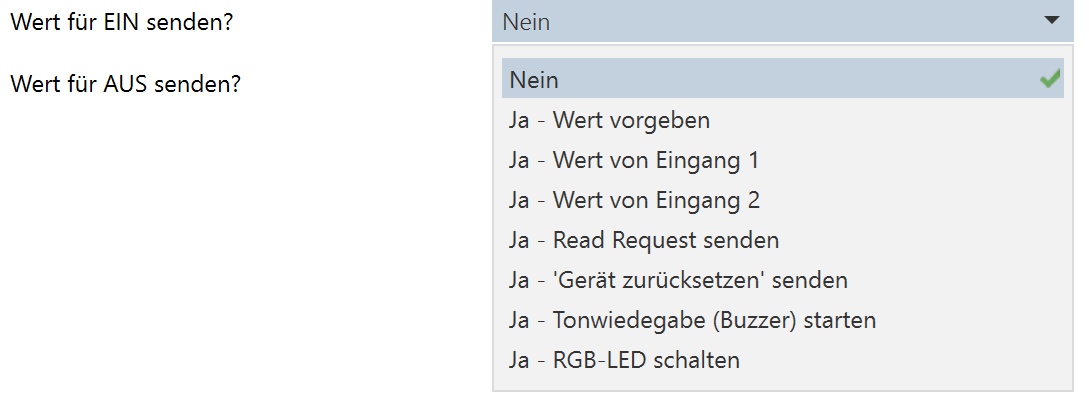 Wert für EIN senden?
Nein
Wert für AUS senden?
Nein
Ja - Wert vorgeben
Ja - Wert von Eingang 1
Ja - Wert von Eingang 2
Ja - Read Request senden
Ja - 'Gerät zurücksetzen' senden
Ja - Tonwiedegabe (Buzzer) starten
Ja - RGB-LED schalten